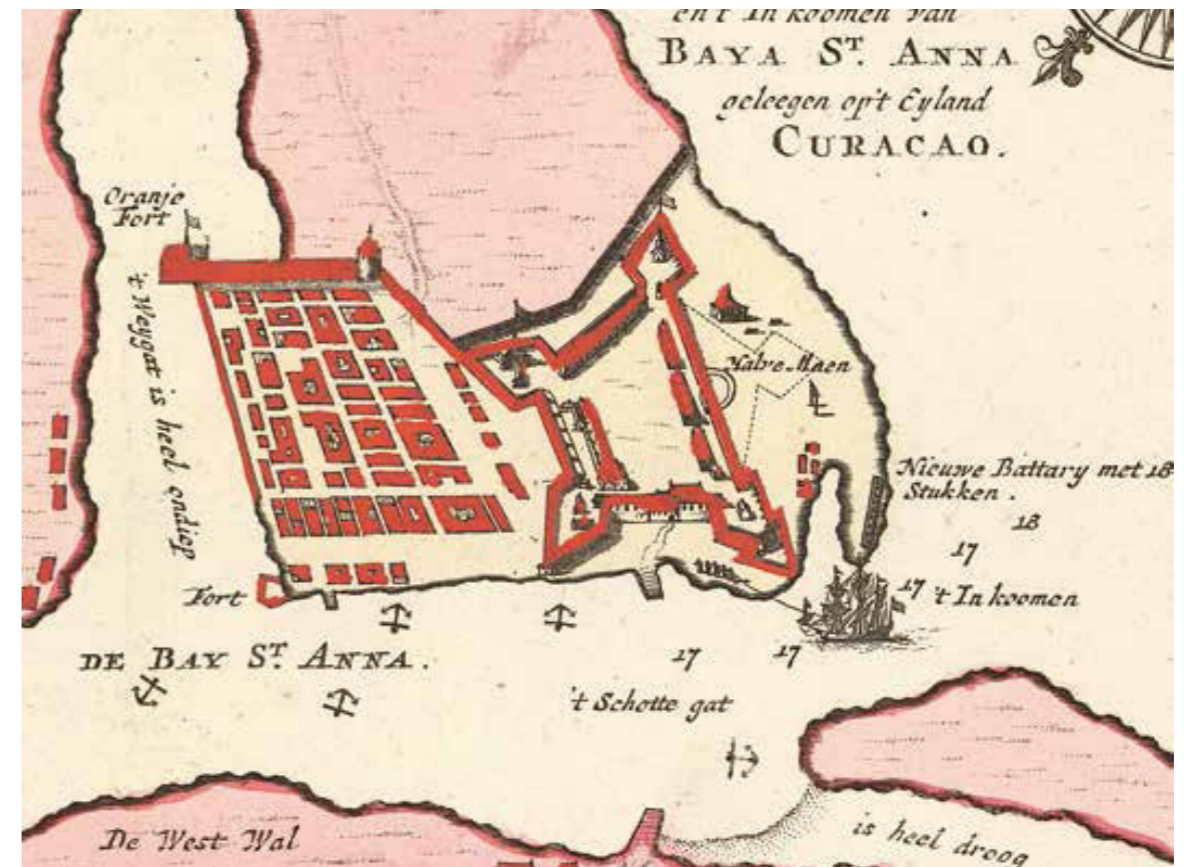 en't In koomen van
BAYA ST. ANNA
geleegen op't Eyland
CURACAO.
Oranje
Fort
't Weygat is heel ondiep
Halve Maen
Nieuwe Battary met 18
Stukken.
18
17
17 't In koomen
Fort
DE BAY ST. ANNA.
17
17
't Schotte gat
De West Wal
is heel droog